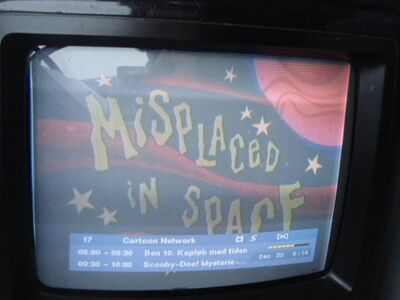 MiSPLACED
iN SPACE
17 Cartoon Network S
08:00 - 09:30 Ben 10: Kapløb med tiden
09:30 - 10:00 Scooby-Doo! Mysterie-...
Dec. 20 9:14